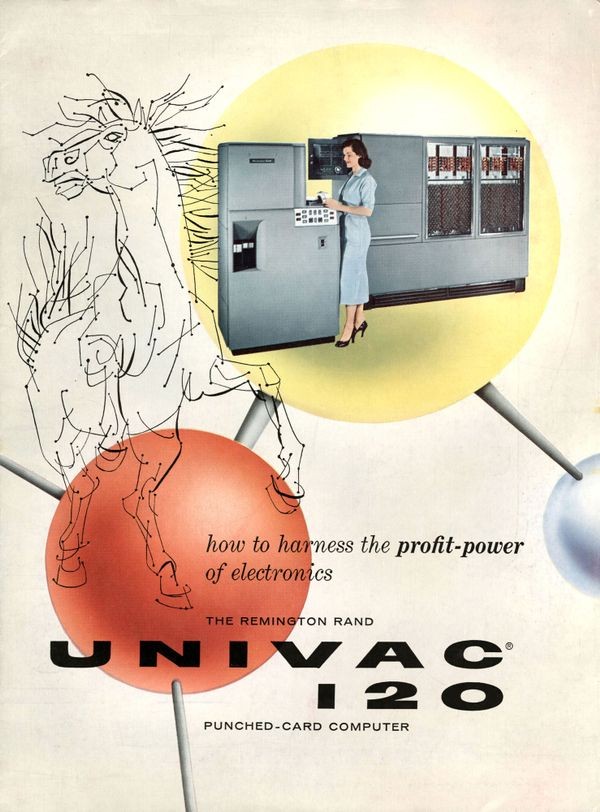 how to harness the profit-power
of electronics
THE REMINGTON RAND
UNIVAC®
120
PUNCHED-CARD COMPUTER